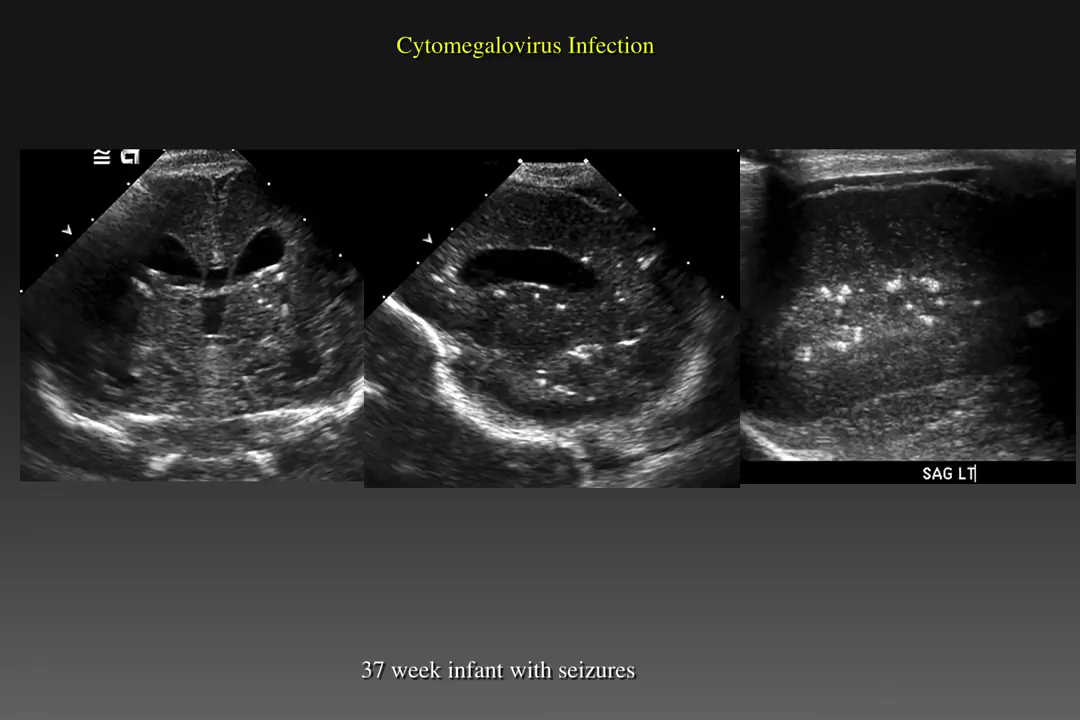 Cytomegalovirus Infection
SAG LT
37 week infant with seizures